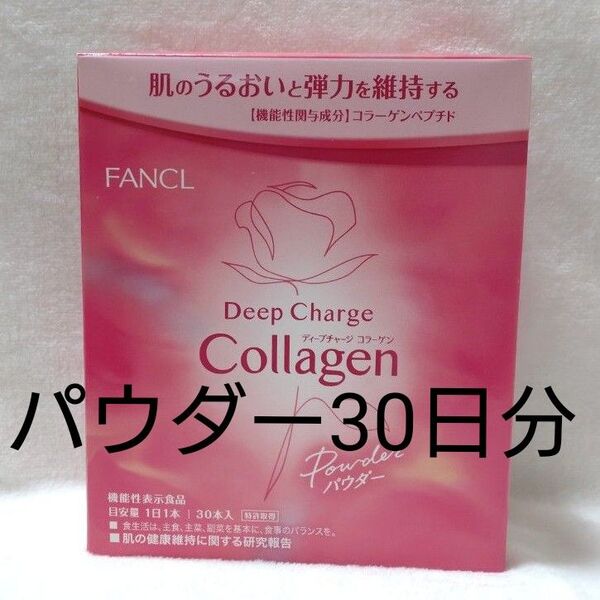 肌のうるおいと弾力を維持する
【機能性関与成分】コラーゲンペプチド
FANCL
Deep Charge
ディープチャージ コラーゲン
Collagen
パウダー30日分
Powder
パウダー
機能性表示食品
目安量 1日1本 | 30本入 特許取得
■ 食生活は、主食、主菜、副菜を基本に、食事のバランスを。
■肌の健康維持に関する研究報告